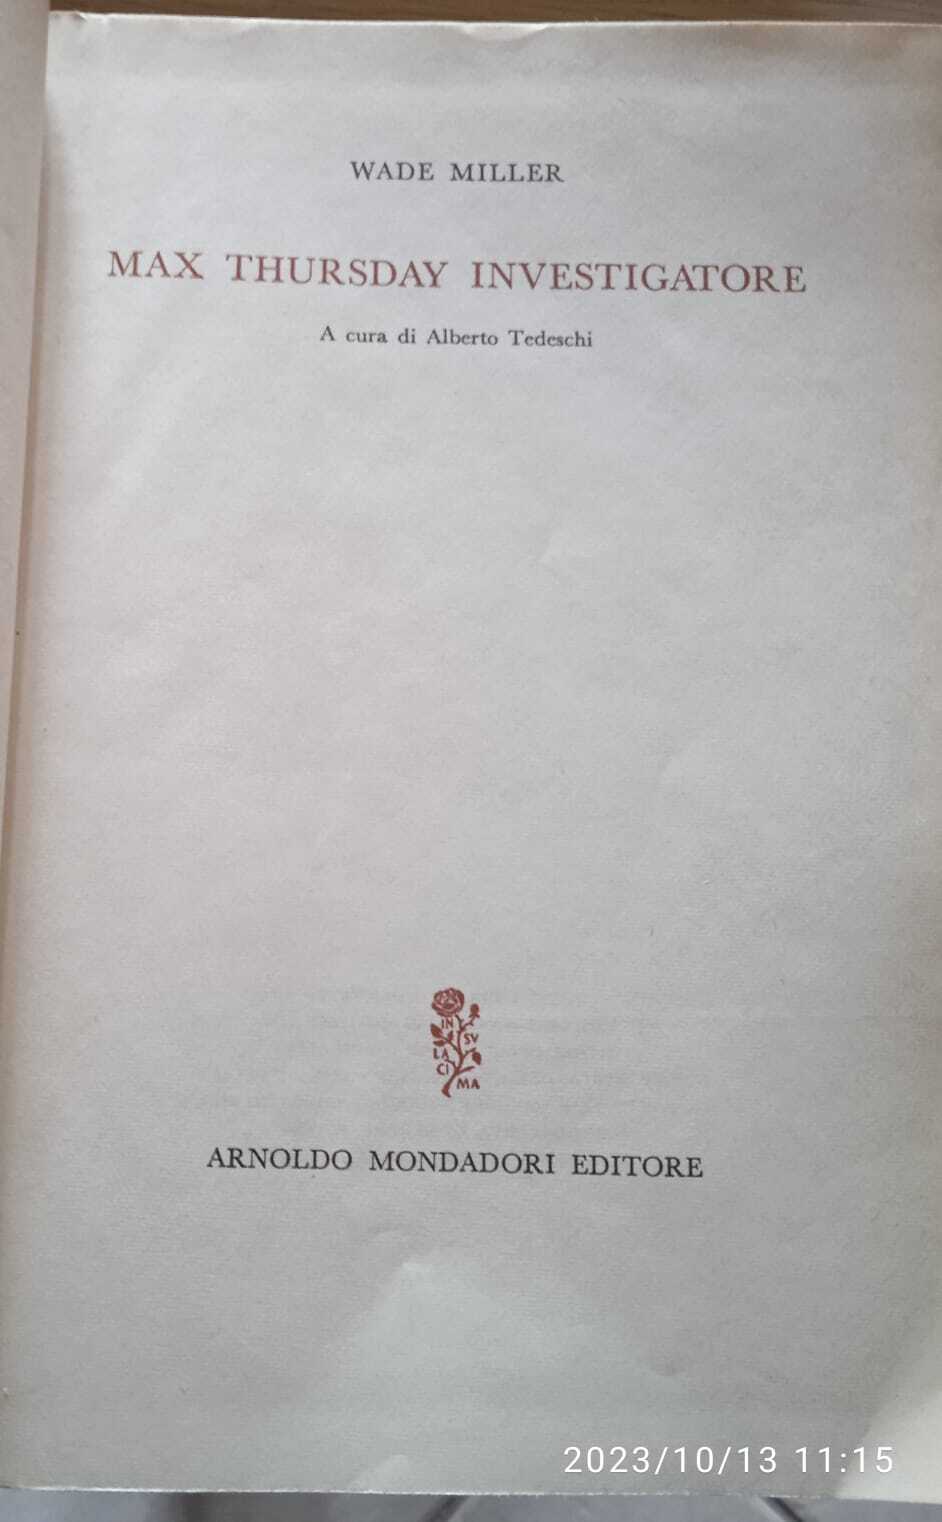 WADE MILLER
MAX THURSDAY INVESTIGATORE
A cura di Alberto Tedeschi
IN
SV
LA
CI
MA
ARNOLDO MONDADORI EDITORE
2023/10/13 11:15